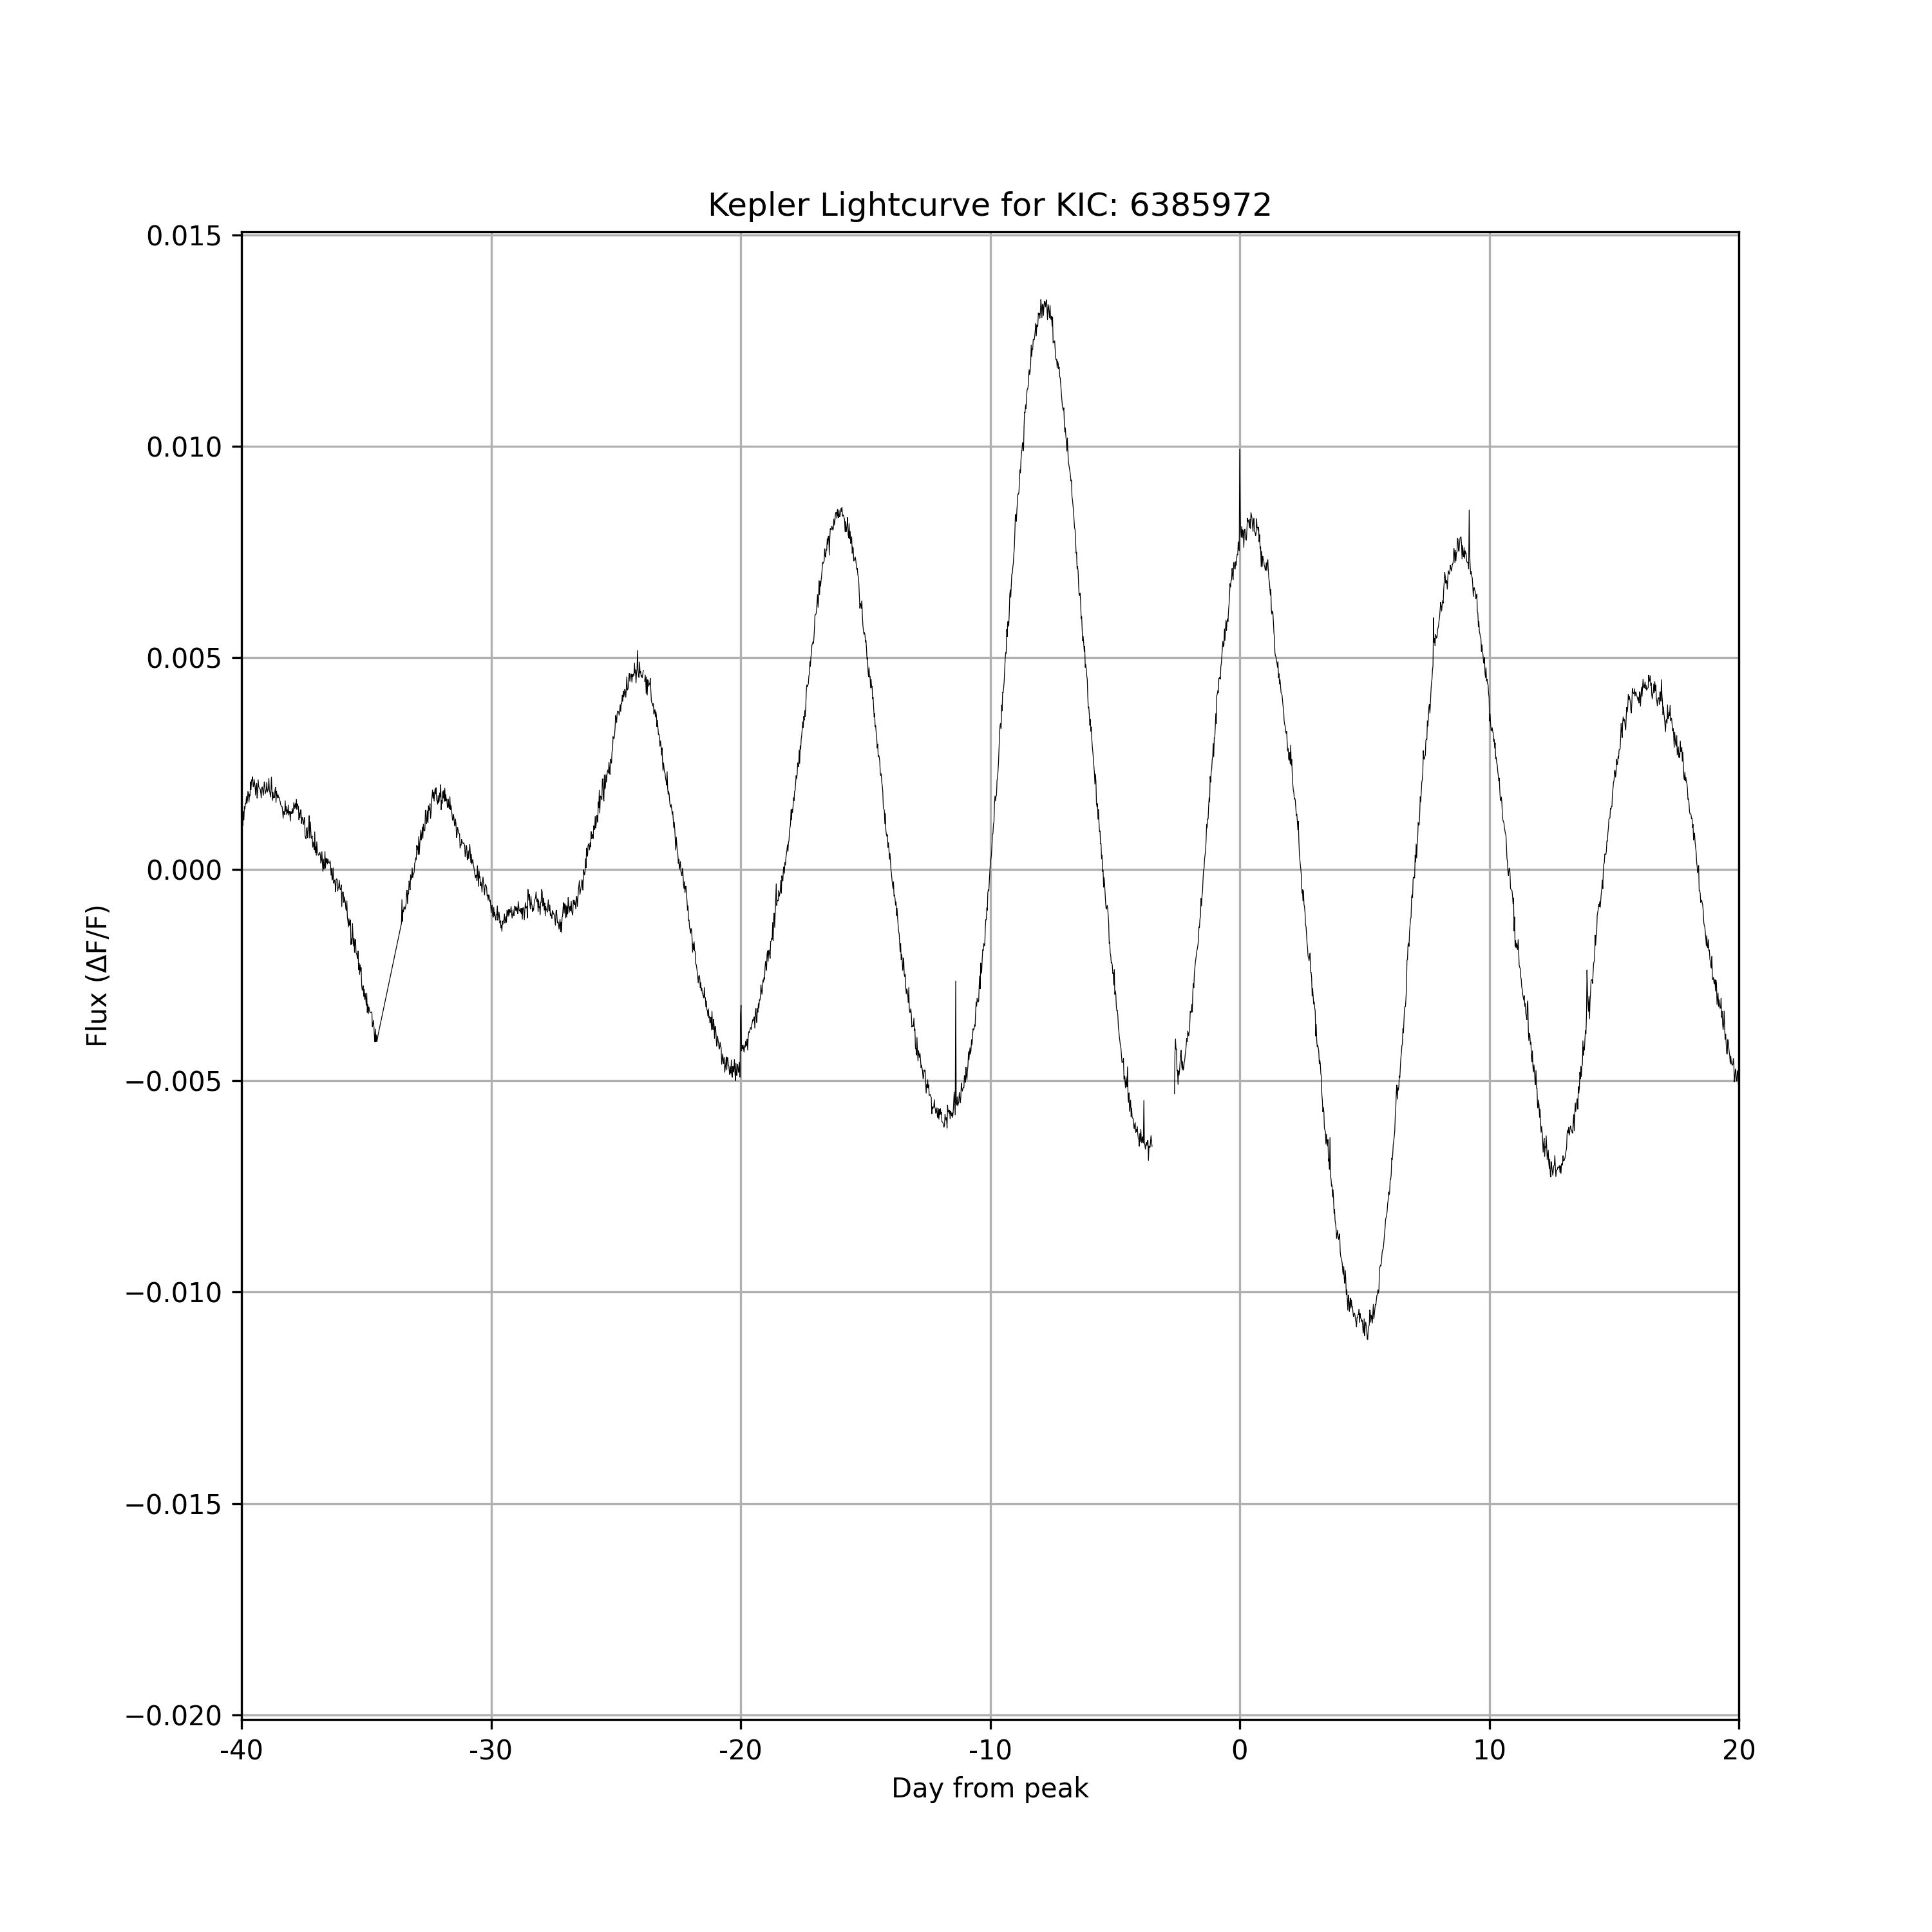 Kepler Lightcurve for KIC: 6385972
0.015
0.010
0.005
0.000
−0.005
−0.010
−0.015
−0.020
Flux (ΔF/F)
-40 -30 -20 -10 0 10 20
Day from peak